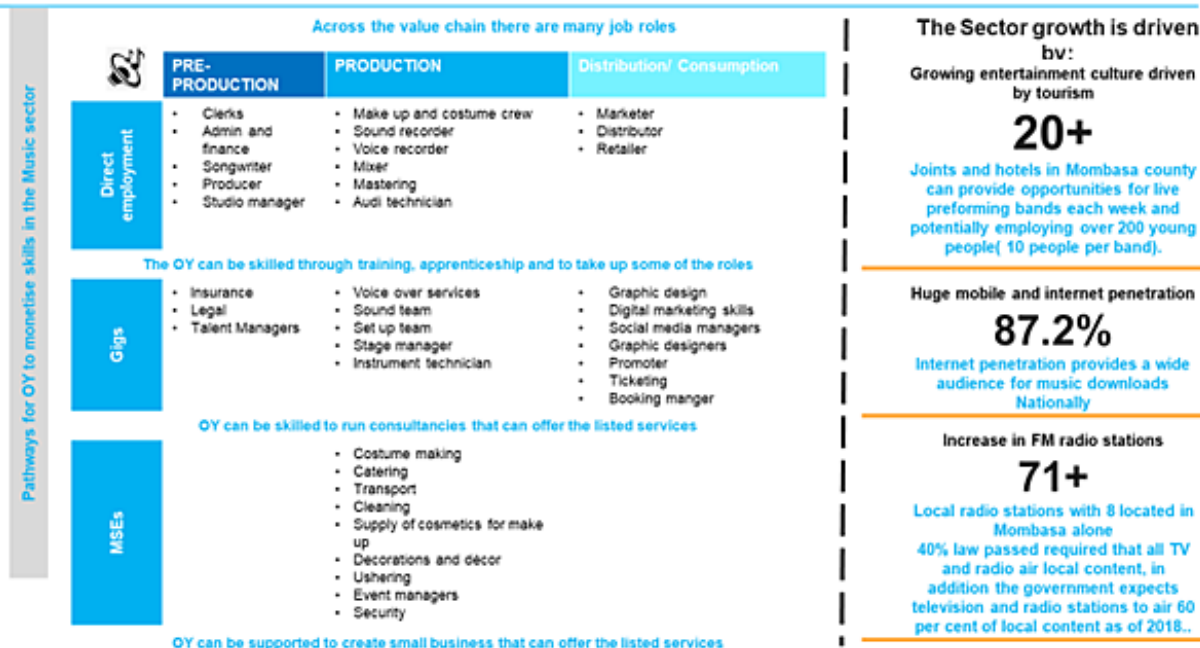 Across the value chain there are many job roles
Pathways for OY to monetise skills in the Music sector
PRE-
PRODUCTION
PRODUCTION
Distribution/ Consumption
Direct
employment
• Clerks
• Admin and
finance
• Songwriter
• Producer
• Studio manager
• Make up and costume crew
• Sound recorder
• Voice recorder
• Mixer
• Mastering
• Audi technician
• Marketer
• Distributor
• Retailer
The OY can be skilled through training, apprenticeship and to take up some of the roles
Gigs
• Insurance
• Legal
• Talent Managers
• Voice over services
• Sound team
• Set up team
• Stage manager
• Instrument technician
• Graphic design
• Digital marketing skills
• Social media managers
• Graphic designers
• Promoter
• Ticketing
• Booking manger
OY can be skilled to run consultancies that can offer the listed services
MSEs
• Costume making
• Catering
• Transport
• Cleaning
• Supply of cosmetics for make
up
• Decorations and décor
• Ushering
• Event managers
• Security
OY can be supported to create small business that can offer the listed services
The Sector growth is driven
by:
Growing entertainment culture driven
by tourism
20+
Joints and hotels in Mombasa county
can provide opportunities for live
preforming bands each week and
potentially employing over 200 young
people( 10 people per band).
Huge mobile and internet penetration
87.2%
Internet penetration provides a wide
audience for music downloads
Nationally
Increase in FM radio stations
71+
Local radio stations with 8 located in
Mombasa alone
40% law passed required that all TV
and radio air local content, in
addition the government expects
television and radio stations to air 60
per cent of local content as of 2018..